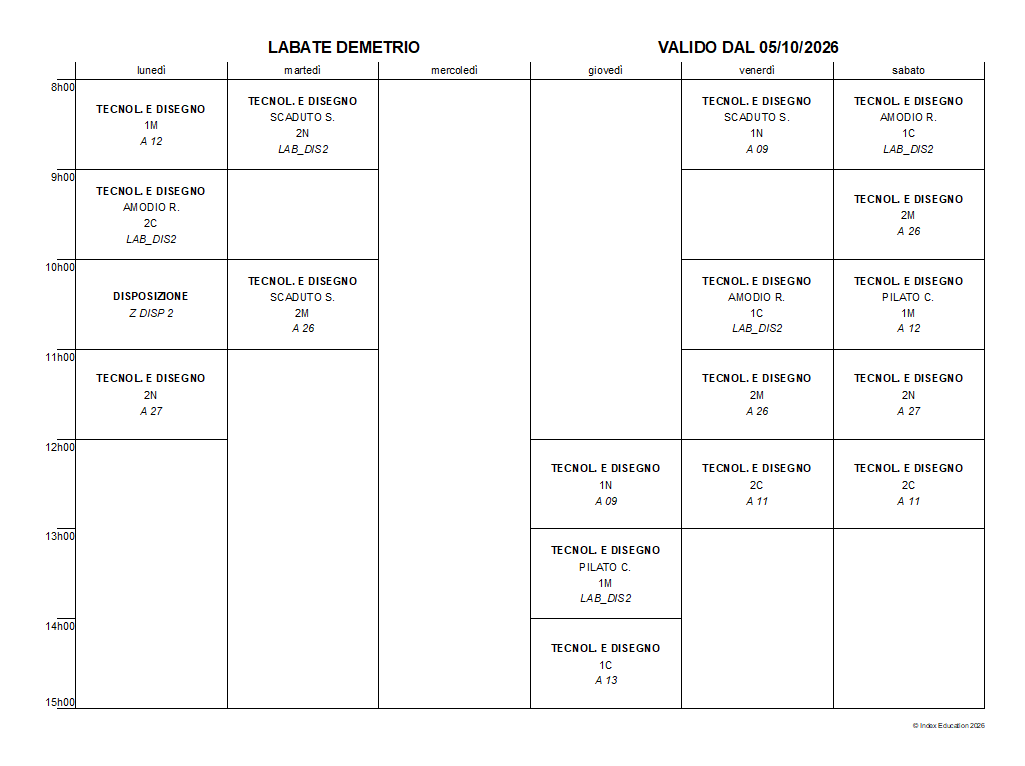 LABATE DEMETRIO VALIDO DAL 05/10/2026
lunedì martedì mercoledì giovedì venerdì sabato
8h00
TECNOL. E DISEGNO
1M
A 12
TECNOL. E DISEGNO
SCADUTO S.
2N
LAB_DIS2
TECNOL. E DISEGNO
SCADUTO S.
1N
A 09
TECNOL. E DISEGNO
AMODIO R.
1C
LAB_DIS2
9h00
TECNOL. E DISEGNO
AMODIO R.
2C
LAB_DIS2
TECNOL. E DISEGNO
2M
A 26
10h00
DISPOSIZIONE
Z DISP 2
TECNOL. E DISEGNO
SCADUTO S.
2M
A 26
TECNOL. E DISEGNO
AMODIO R.
1C
LAB_DIS2
TECNOL. E DISEGNO
PILATO C.
1M
A 12
11h00
TECNOL. E DISEGNO
2N
A 27
TECNOL. E DISEGNO
2M
A 26
TECNOL. E DISEGNO
2N
A 27
12h00
TECNOL. E DISEGNO
1N
A 09
TECNOL. E DISEGNO
2C
A 11
TECNOL. E DISEGNO
2C
A 11
13h00
TECNOL. E DISEGNO
PILATO C.
1M
LAB_DIS2
14h00
TECNOL. E DISEGNO
1C
A 13
15h00
© Index Education 2026